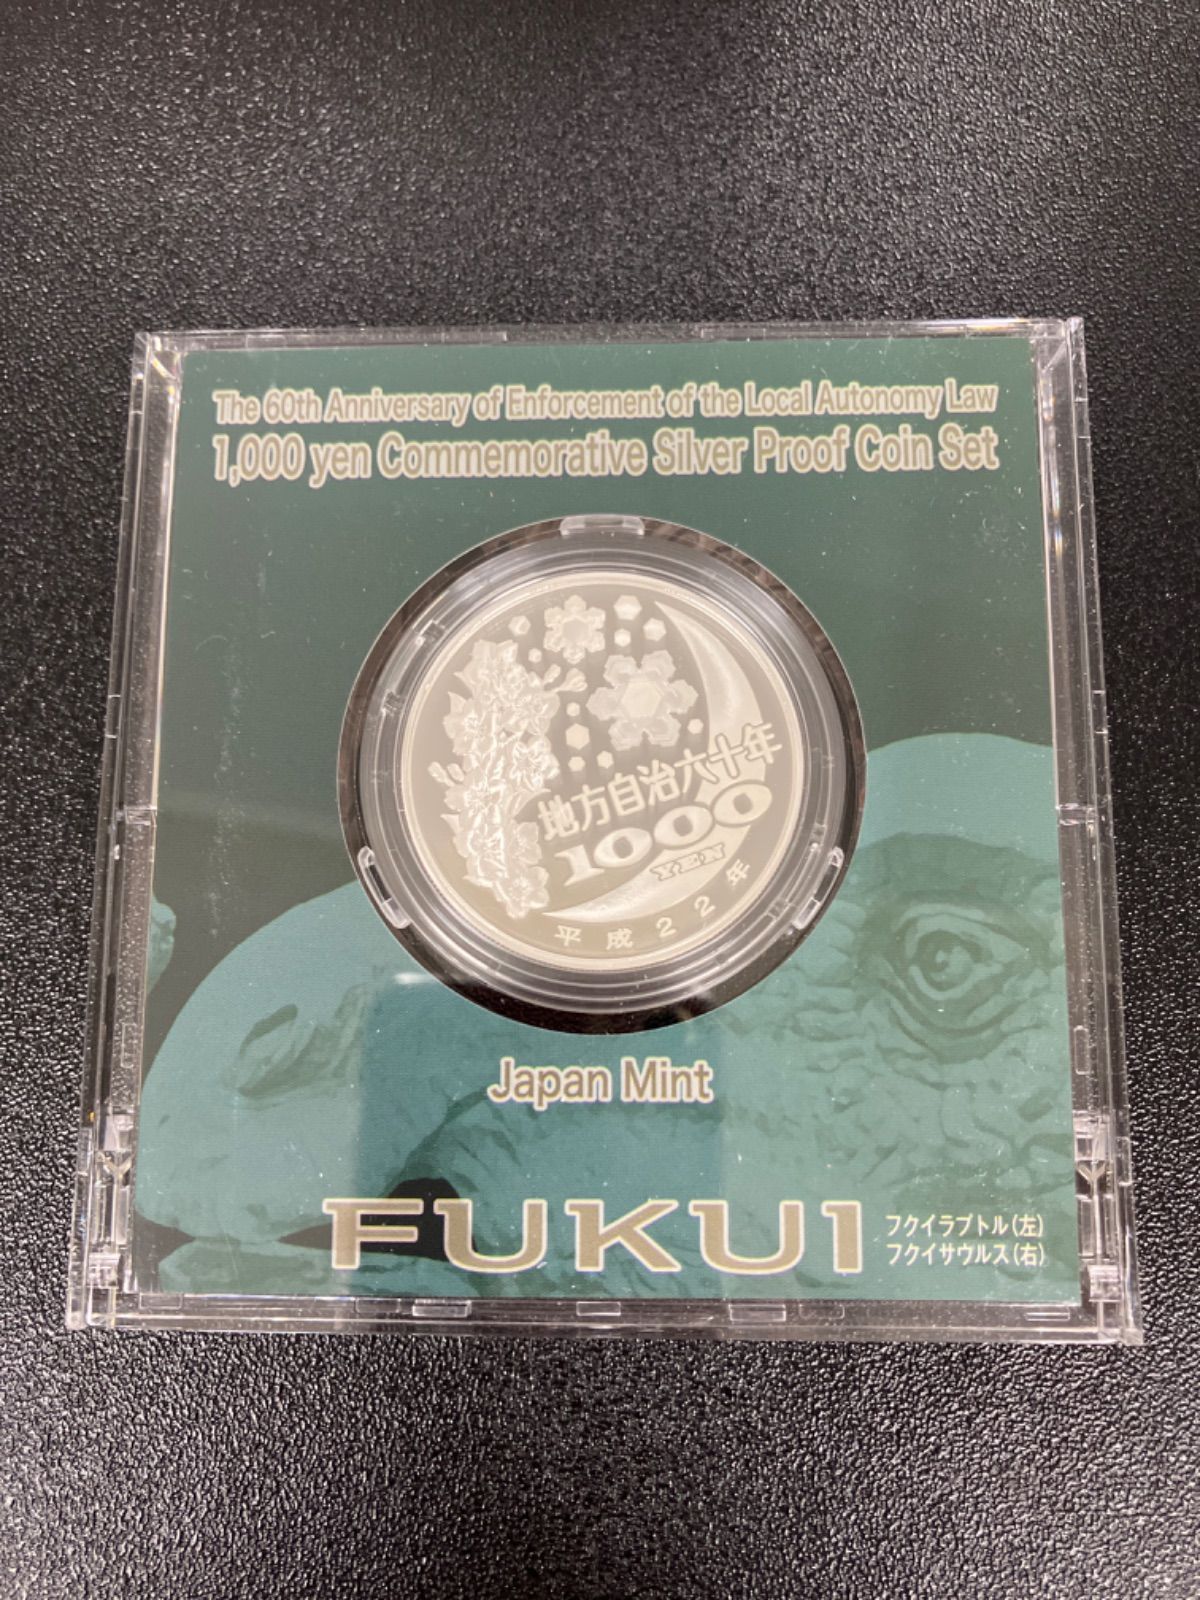 The 60th Anniversary of Enforcement of the Local Autonomy Law
1,000 yen Commemorative Silver Proof Coin Set
地方自治六十年
1000
YEN
平成22年
Japan Mint
FUKUI
フクイラプトル(左)
フクイサウルス(右)